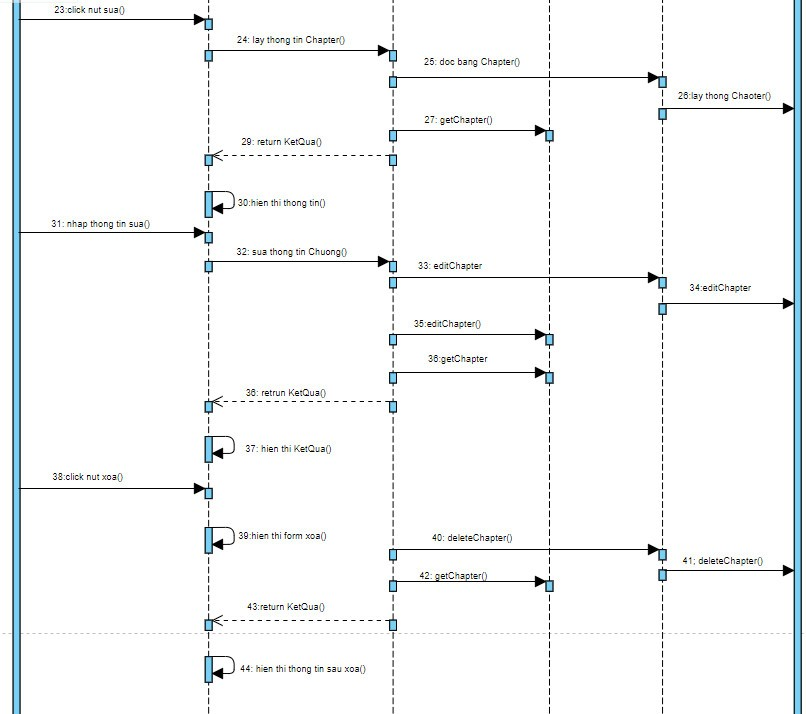 23:click nut sua()
24: lay thong tin Chapter()
25: doc bang Chapter()
26:lay thong Chaoter()
27: getChapter()
29: return KetQua()
30:hien thi thong tin()
31: nhap thong tin sua()
32: sua thong tin Chuong()
33: editChapter
34:editChapter
35:editChapter()
36:getChapter
36: retrun KetQua()
37: hien thi KetQua()
38:click nut xoa()
39:hien thi form xoa()
40: deleteChapter()
41; deleteChapter()
42: getChapter()
43:return KetQua()
44: hien thi thong tin sau xoa()